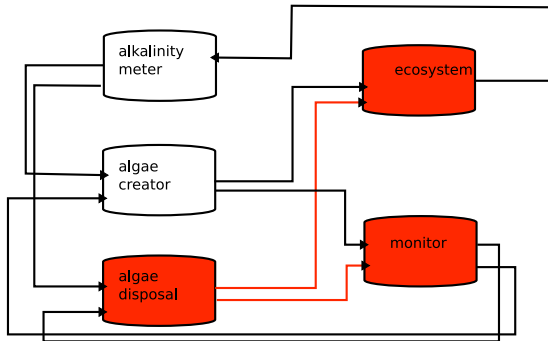 alkalinity
meter
ecosystem
algae
creator
monitor
algae
disposal